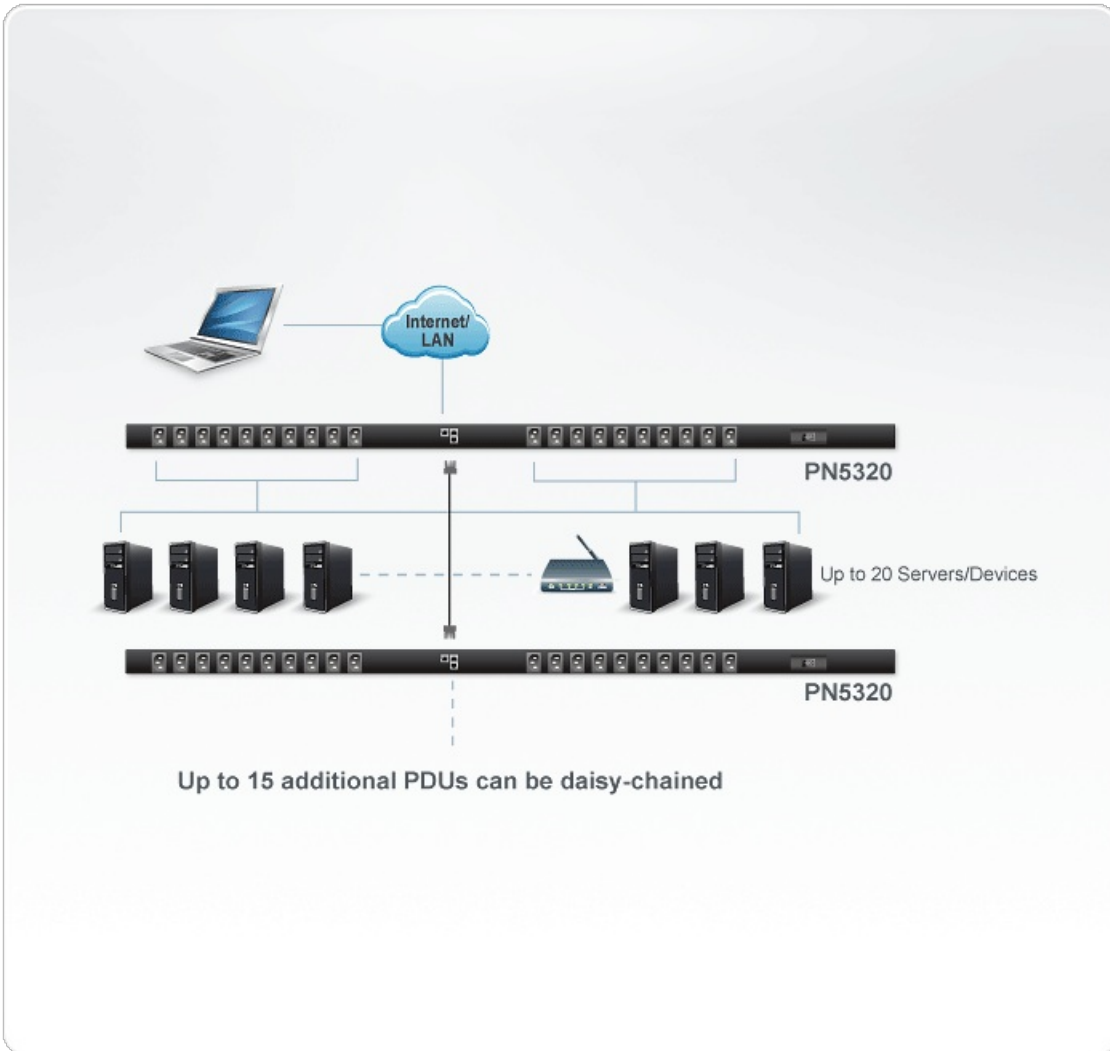 Internet/
LAN
PN5320
Up to 20 Servers/Devices
PN5320
Up to 15 additional PDUs can be daisy-chained